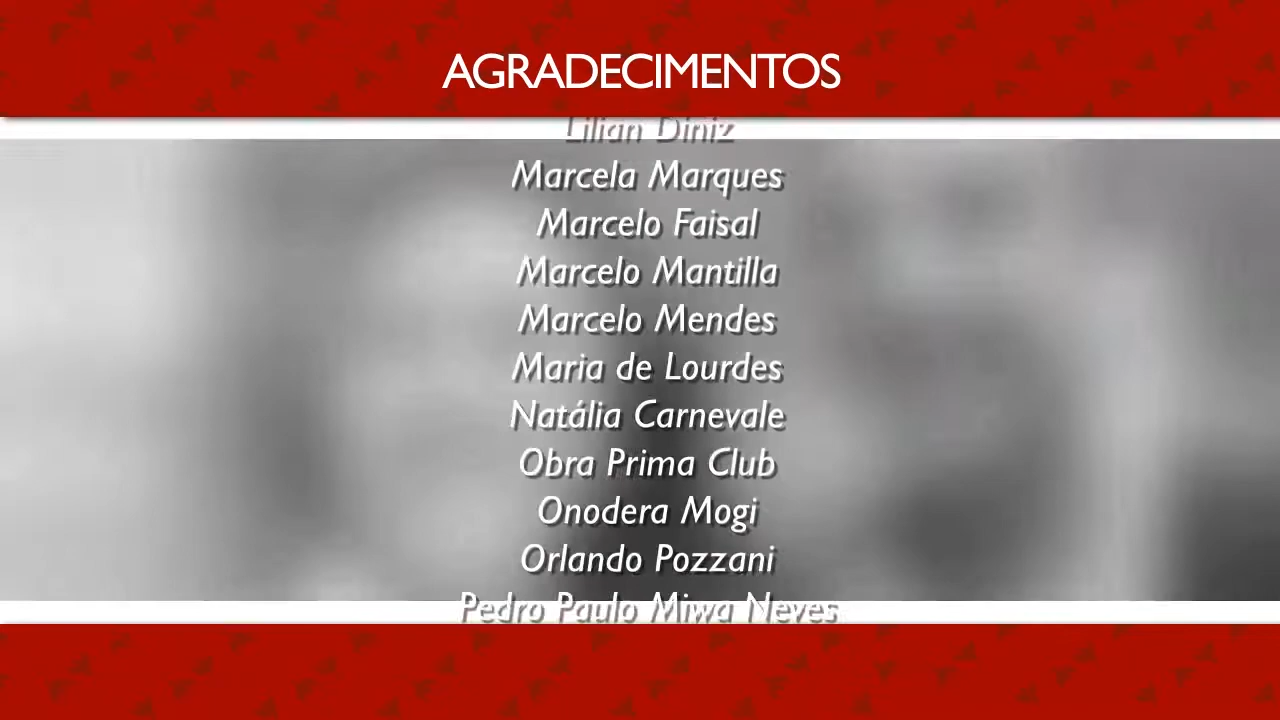 AGRADECIMENTOS
Lilian Diniz
Marcela Marques
Marcelo Faisal
Marcelo Mantilla
Marcelo Mendes
Maria de Lourdes
Natália Carnevale
Obra Prima Club
Onodera Mogi
Orlando Pozzani
Pedro Paulo Miwa Neves